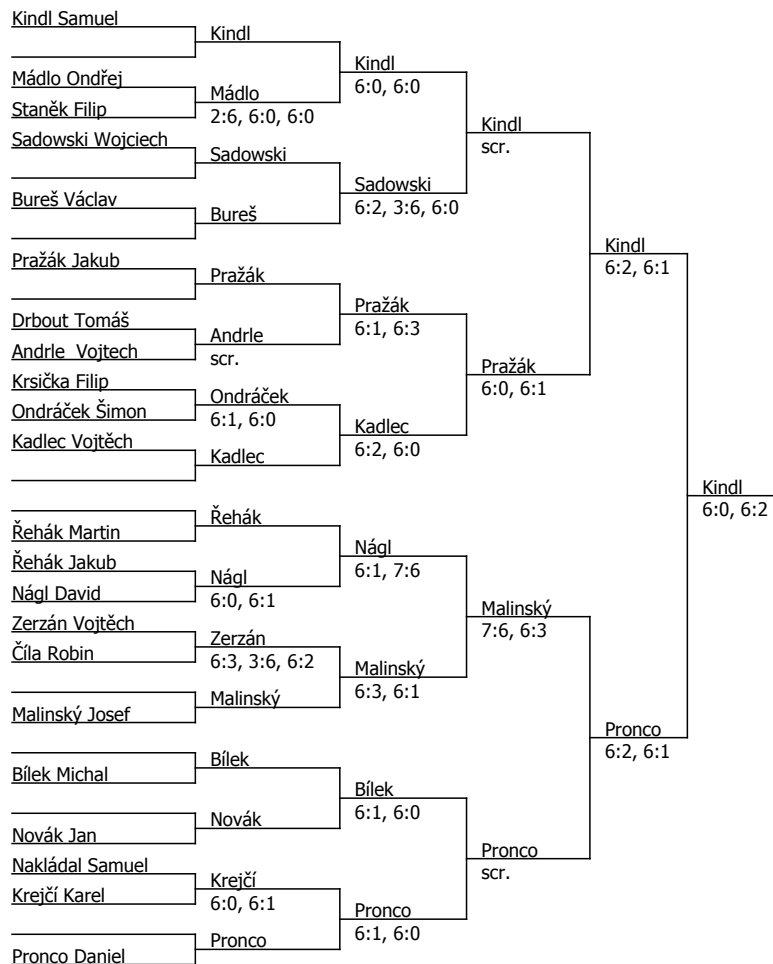 Kindl Samuel
Mádlo Ondřej
Staněk Filip
Sadowski Wojciech
Bureš Václav
Pražák Jakub
Drbout Tomáš
Andrle  Vojtech
Krsička Filip
Ondráček Šimon
Kadlec Vojtěch
Řehák Martin
Řehák Jakub
Nágl David
Zerzán Vojtěch
Číla Robin
Malinský Josef
Bílek Michal
Novák Jan
Nakládal Samuel
Krejčí Karel
Pronco Daniel
Kindl
Mádlo
2:6, 6:0, 6:0
Sadowski
Bureš
Pražák
Andrle
scr.
Ondráček
6:1, 6:0
Kadlec
Řehák
Nágl
6:0, 6:1
Zerzán
6:3, 3:6, 6:2
Malinský
Bílek
Novák
Krejčí
6:0, 6:1
Pronco
Kindl
6:0, 6:0
Sadowski
6:2, 3:6, 6:0
Pražák
6:1, 6:3
Kadlec
6:2, 6:0
Nágl
6:1, 7:6
Malinský
6:3, 6:1
Bílek
6:1, 6:0
Pronco
6:1, 6:0
Kindl
scr.
Pražák
6:0, 6:1
Malinský
7:6, 6:3
Pronco
scr.
Kindl
6:2, 6:1
Pronco
6:2, 6:1
Kindl
6:0, 6:2